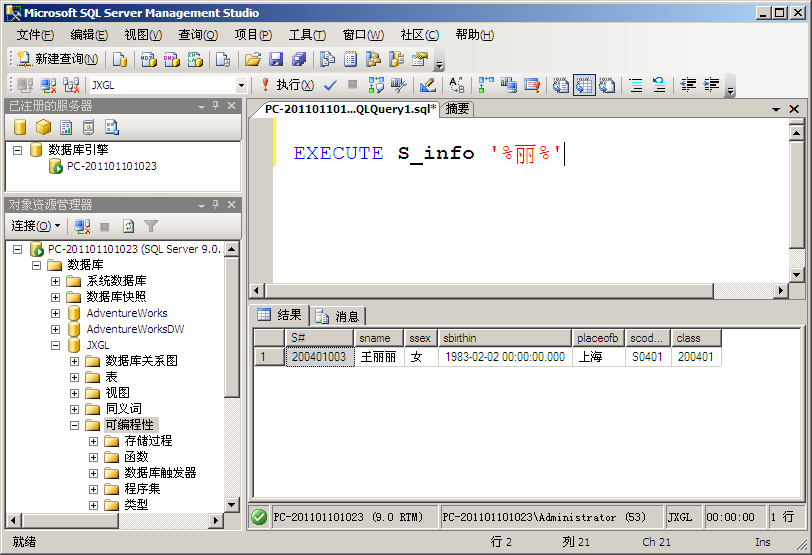 Microsoft SQL Server Management Studio
文件(F) 编辑(E) 视图(V) 查询(Q) 项目(P) 工具(T) 窗口(W) 社区(C) 帮助(H)
新建查询(N)
JXGL 执行(X)
已注册的服务器
数据库引擎
PC-201101101023
对象资源管理器
连接(O)
PC-201101101023 (SQL Server 9.0.
数据库
系统数据库
数据库快照
AdventureWorks
AdventureWorksDW
JXGL
数据库关系图
表
视图
同义词
可编程性
存储过程
函数
数据库触发器
程序集
类型
PC-201101101...QLQuery1.sql* 摘要
EXECUTE S_info '%丽%'
结果 消息
S# sname ssex sbirthin placeofb scod... class
1 200401003 王丽丽 女 1983-02-02 00:00:00.000 上海 S0401 200401
PC-201101101023 (9.0 RTM) PC-201101101023\Administrator (53) JXGL 00:00:00 1 行
就绪 行 2 列 21 Ch 21 Ins